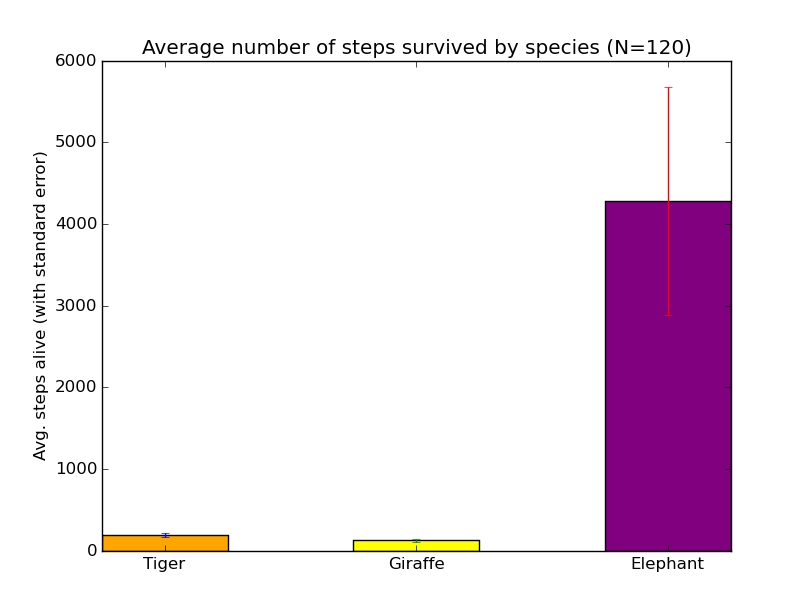 Average number of steps survived by species (N=120)
Avg. steps alive (with standard error)
6000
5000
4000
3000
2000
1000
0
Tiger
Giraffe
Elephant